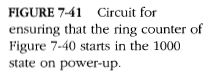 FIGURE 7-41 Circuit for
ensuring that the ring counter of
Figure 7-40 starts in the 1000
state on power-up.